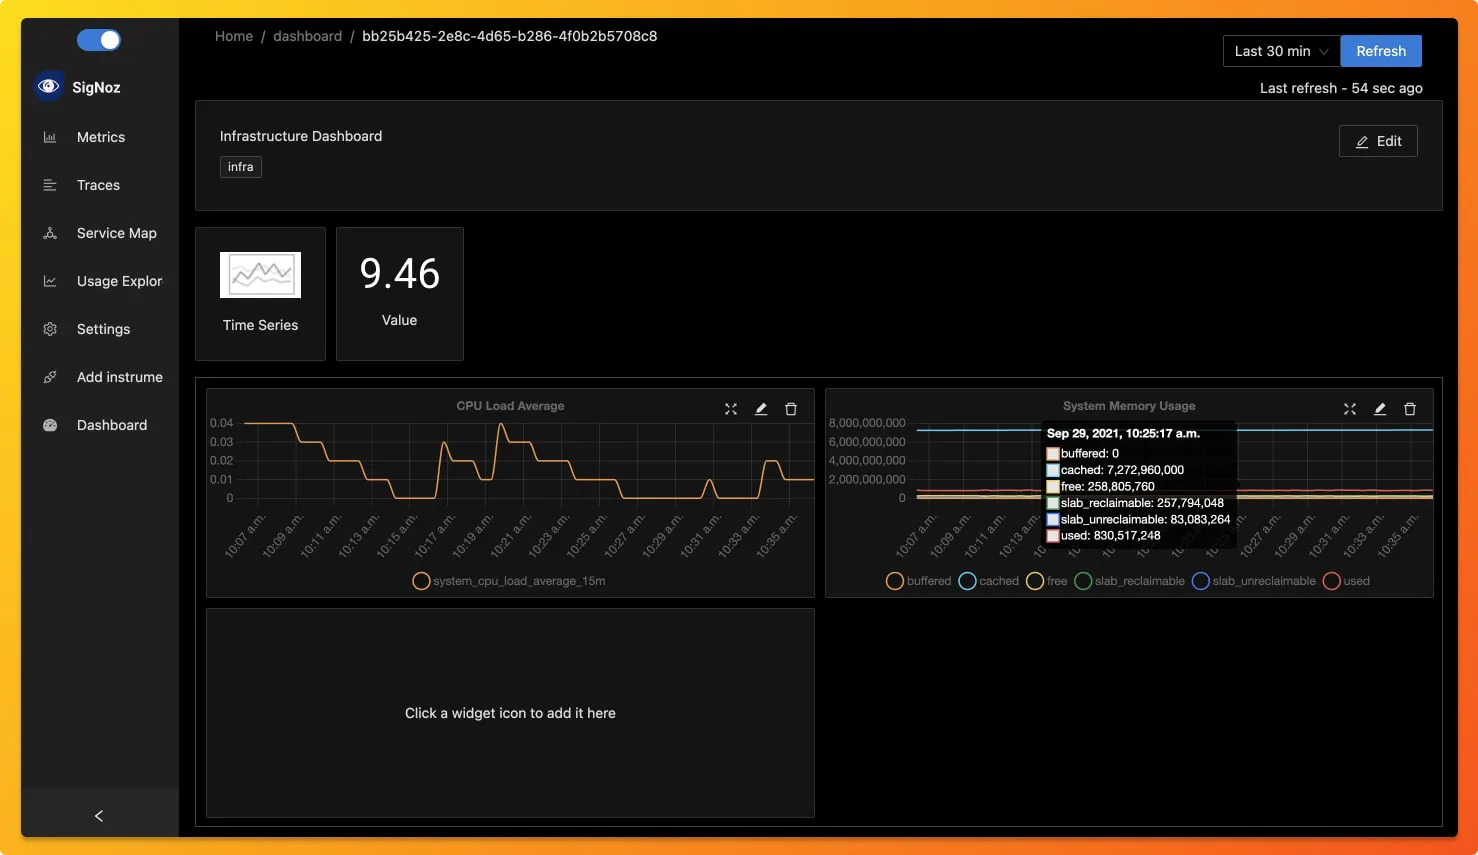 Home / dashboard / bb25b425-2e8c-4d65-b286-4f0b2b5708c8
Last 30 min
Refresh
Last refresh - 54 sec ago
SigNoz
Metrics
Traces
Service Map
Usage Explor
Settings
Add instrume
Dashboard
Infrastructure Dashboard
infra
Edit
Time Series
9.46
Value
CPU Load Average
0.04
0.03
0.02
0.01
0
10:07 a.m.
10:09 a.m.
10:11 a.m.
10:13 a.m.
10:15 a.m.
10:17 a.m.
10:19 a.m.
10:21 a.m.
10:23 a.m.
10:25 a.m.
10:27 a.m.
10:29 a.m.
10:31 a.m.
10:33 a.m.
10:35 a.m.
system_cpu_load_average_15m
System Memory Usage
8,000,000,000
6,000,000,000
4,000,000,000
2,000,000,000
0
Sep 29, 2021, 10:25:17 a.m.
buffered: 0
cached: 7,272,960,000
free: 258,805,760
slab_reclaimable: 257,794,048
slab_unreclaimable: 83,083,264
used: 830,517,248
10:07 a.m.
10:09 a.m.
10:11 a.m.
10:13 a.m.
10:27 a.m.
10:29 a.m.
10:31 a.m.
10:33 a.m.
10:35 a.m.
buffered cached free slab_reclaimable slab_unreclaimable used
Click a widget icon to add it here